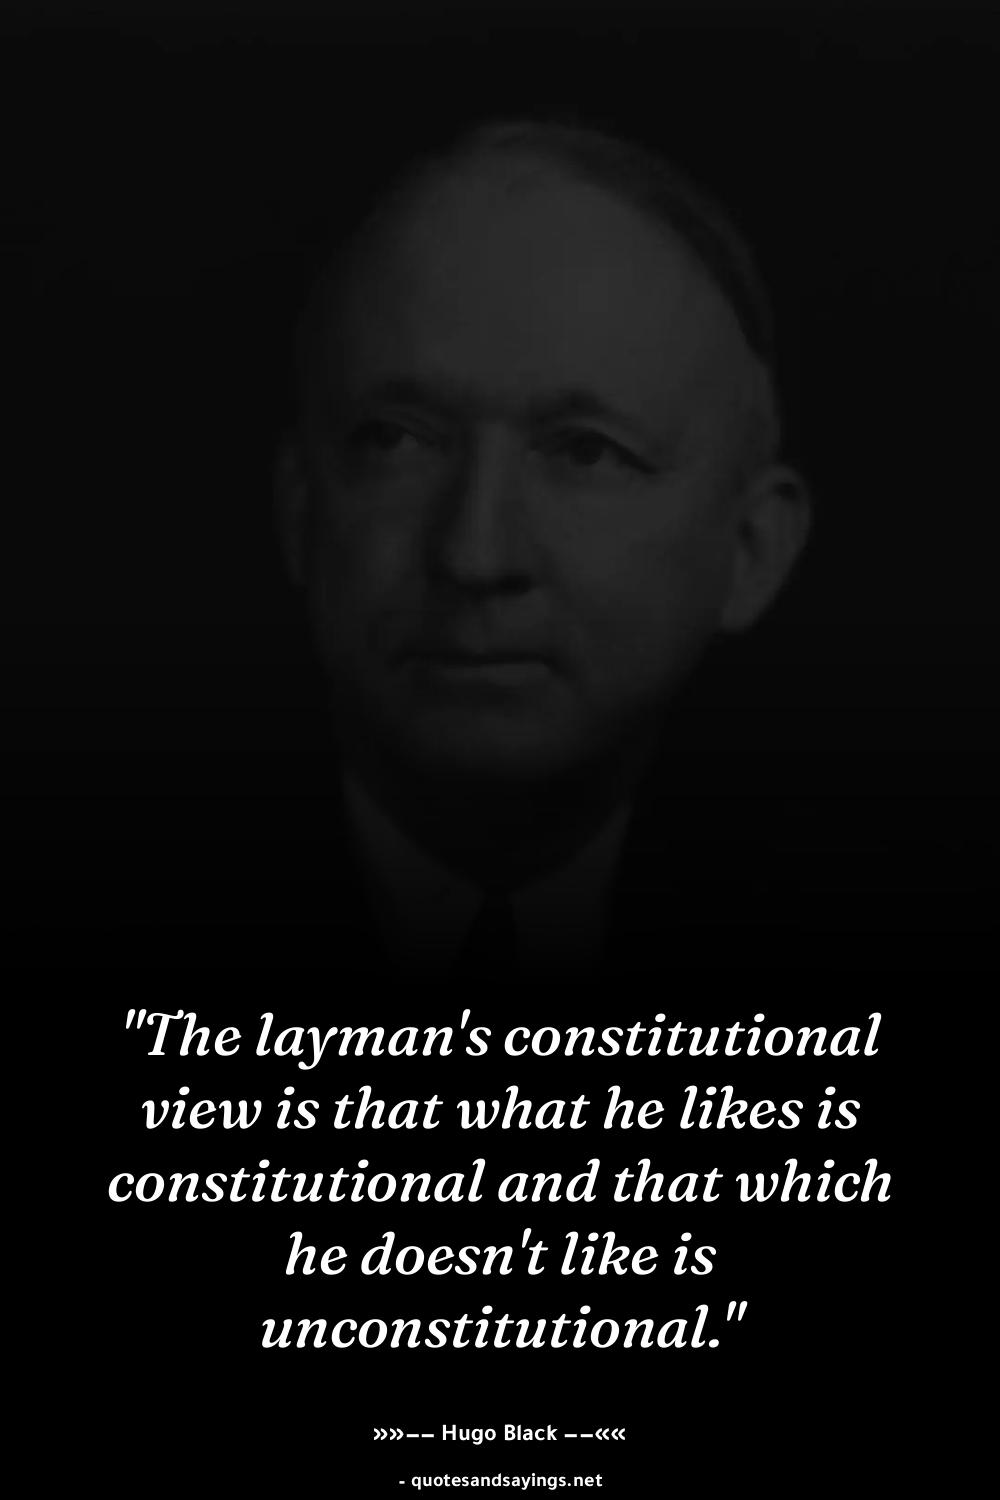 "The layman's constitutional
view is that what he likes is
constitutional and that which
he doesn't like is
unconstitutional."
»»–– Hugo Black ––««
- quotesandsayings.net